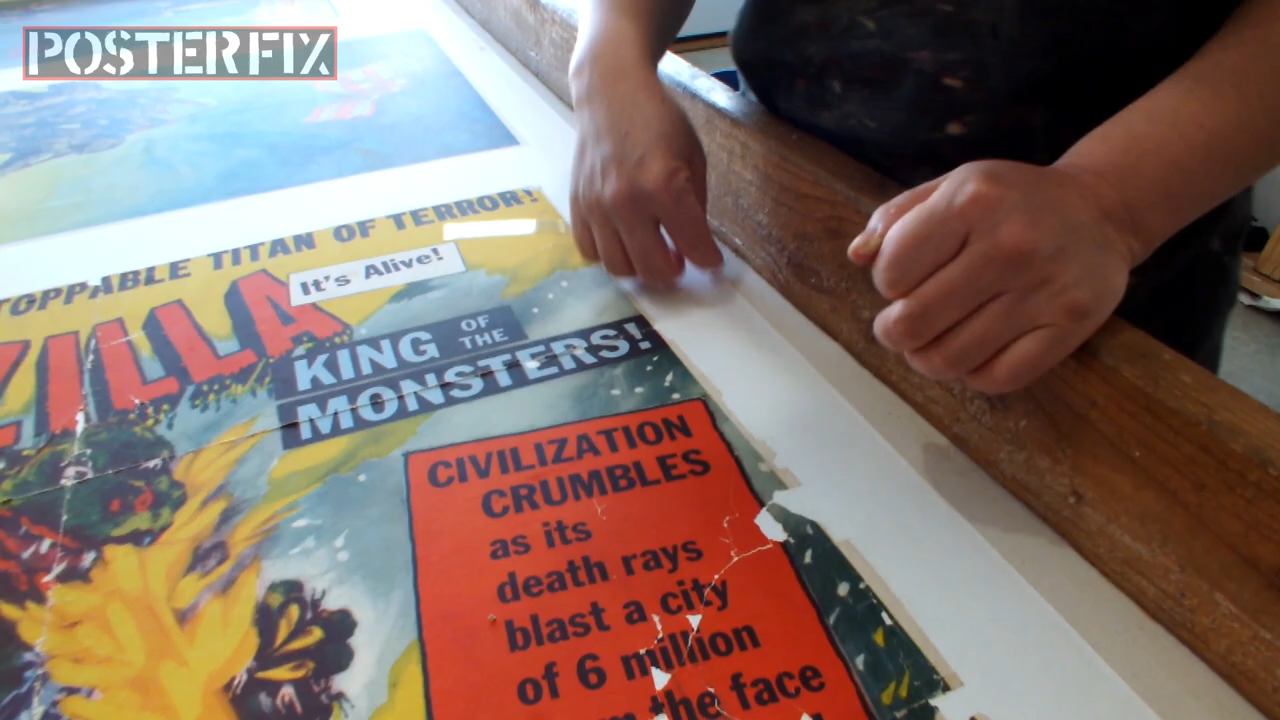 POSTERFIX
TOPPABLE TITAN OF TERROR!
ZILLA
It's Alive!
KING OF THE
MONSTERS!
CIVILIZATION
CRUMBLES
as its
death rays
blast a city
of 6 million
the face